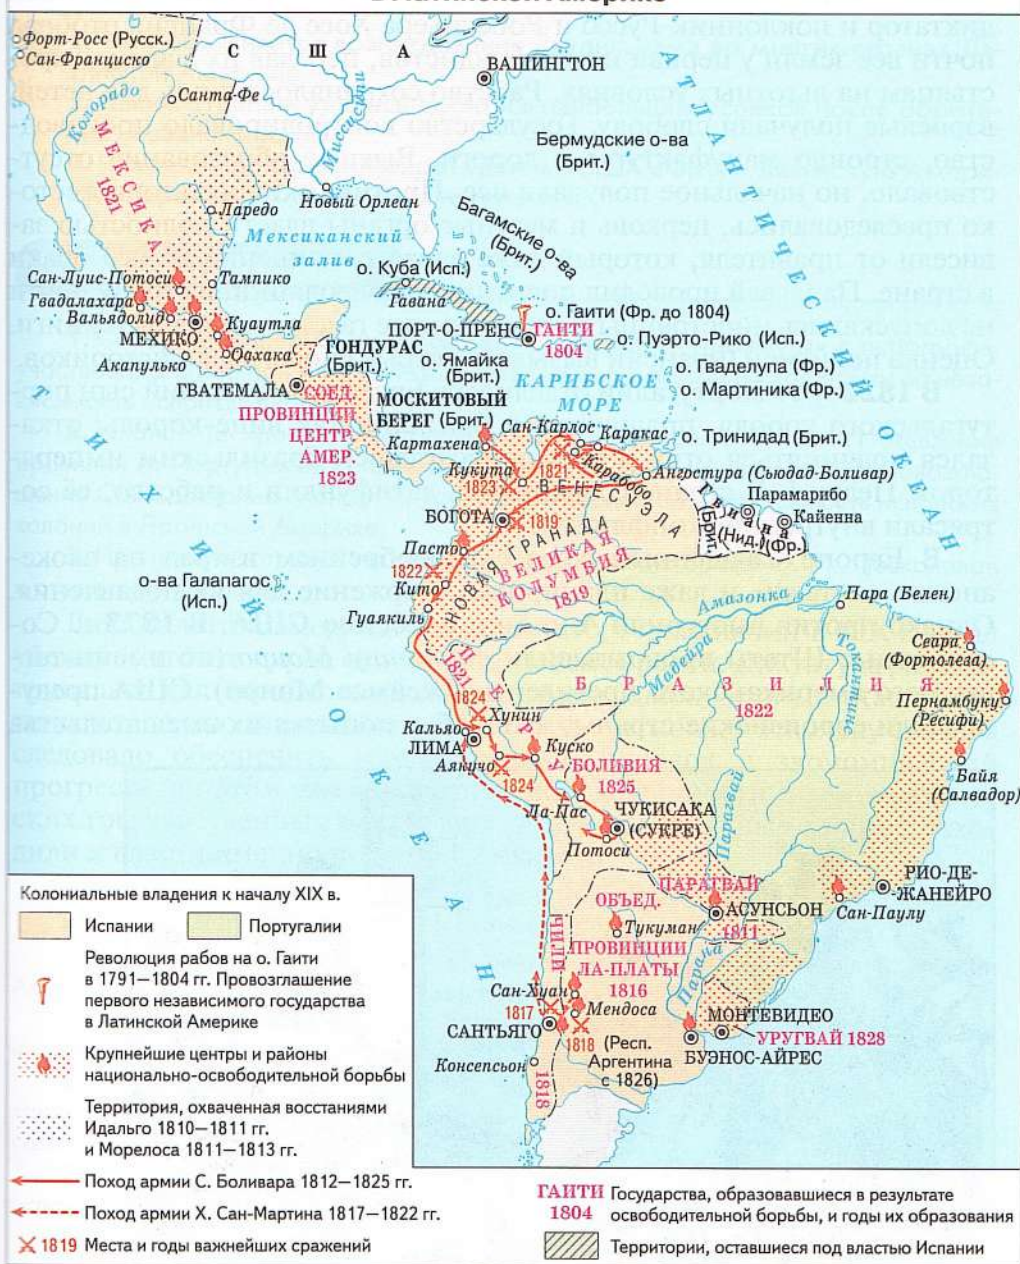 Форт-Росс (Русск.)
Сан-Франциско
С Ш А
ВАШИНГТОН
Колорадо
Санта-Фе
Миссисипи
АТЛАНТИЧЕСКИЙ ОКЕАН
Бермудские о-ва
(Брит.)
МЕКСИКА
1821
Ларедо
Новый Орлеан
Мексиканский
залив
Багамские о-ва
(Брит.)
Сан-Луис-Потоси
Тампико
о. Куба (Исп.)
Гавана
Гвадалахара
Вальядолид
Куаутла
МЕХИКО
Оахака
Акапулько
о. Гаити (Фр. до 1804)
ПОРТ-О-ПРЕНС
ГАИТИ
1804
о. Пуэрто-Рико (Исп.)
ГОНДУРАС
(Брит.)
о. Ямайка
(Брит.)
о. Гваделупа (Фр.)
о. Мартиника (Фр.)
КАРИБСКОЕ
МОРЕ
ГВАТЕМАЛА
СОЕД.
ПРОВИНЦИИ
ЦЕНТР.
АМЕР.
1823
МОСКИТОВЫЙ
БЕРЕГ (Брит.)
Сан-Карлос
Каракас
о. Тринидад (Брит.)
Картахена
1821
Карабобо
Ангостура (Сьюдад-Боливар)
Кукута
1823
ВЕНЕСУЭЛА
Гвиана
(Брит.)
(Нид.)
(Фр.)
Парамарибо
Кайенна
БОГОТА
1819
НОВАЯ ГРАНАДА
ВЕЛИКАЯ
КОЛУМБИЯ
1819
Пасто
1822
Кито
Гуаякиль
о-ва Галапагос
(Исп.)
ТИХИЙ ОКЕАН
Амазонка
Пара (Белен)
Мадейра
Токантинс
Сеара
(Форталеза)
БРАЗИЛИЯ
1822
Пернамбуку
(Ресифи)
ПЕРУ
1821
1824
Хунин
Кальяо
ЛИМА
Куско
Аякучо
1824
БОЛИВИЯ
1825
Байя
(Салвадор)
Ла-Пас
ЧУКИСАКА
(СУКРЕ)
Потоси
Парагвай
РИО-ДЕ-
ЖАНЕЙРО
Сан-Паулу
ПАРАГВАЙ
АСУНСЬОН
1811
ОБЪЕД.
Тукуман
ПРОВИНЦИИ
ЛА-ПЛАТЫ
1816
ЧИЛИ
Парана
Сан-Хуан
Мендоса
1817
САНТЬЯГО
1818
(Респ.
Аргентина
с 1826)
МОНТЕВИДЕО
УРУГВАЙ 1828
БУЭНОС-АЙРЕС
Консепсьон
1818
Колониальные владения к началу XIX в.
Испании
Португалии
Революция рабов на о. Гаити
в 1791—1804 гг. Провозглашение
первого независимого государства
в Латинской Америке
Крупнейшие центры и районы
национально-освободительной борьбы
Территория, охваченная восстаниями
Идальго 1810—1811 гг.
и Морелоса 1811—1813 гг.
Поход армии С. Боливара 1812—1825 гг.
Поход армии Х. Сан-Мартина 1817—1822 гг.
1819 Места и годы важнейших сражений
ГАИТИ
1804
Государства, образовавшиеся в результате
освободительной борьбы, и годы их образования
Территории, оставшиеся под властью Испании